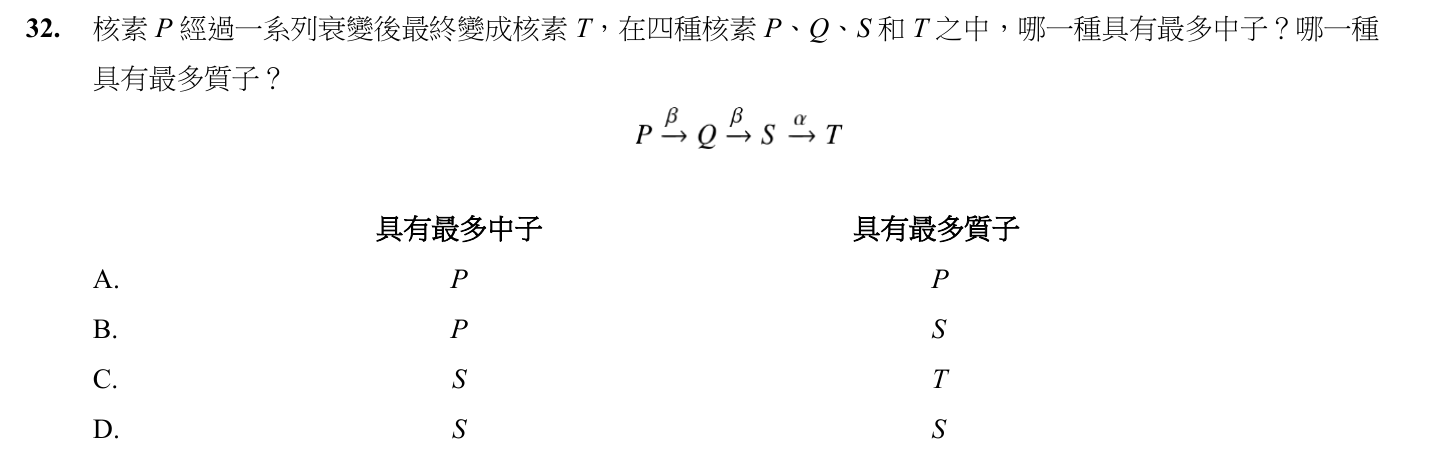 32. 核素 P 經過一系列衰變後最終變成核素 T，在四種核素 P、Q、S 和 T 之中，哪一種具有最多中子？哪一種
具有最多質子？
P →β Q →β S →α T
具有最多中子 具有最多質子
A. P P
B. P S
C. S T
D. S S